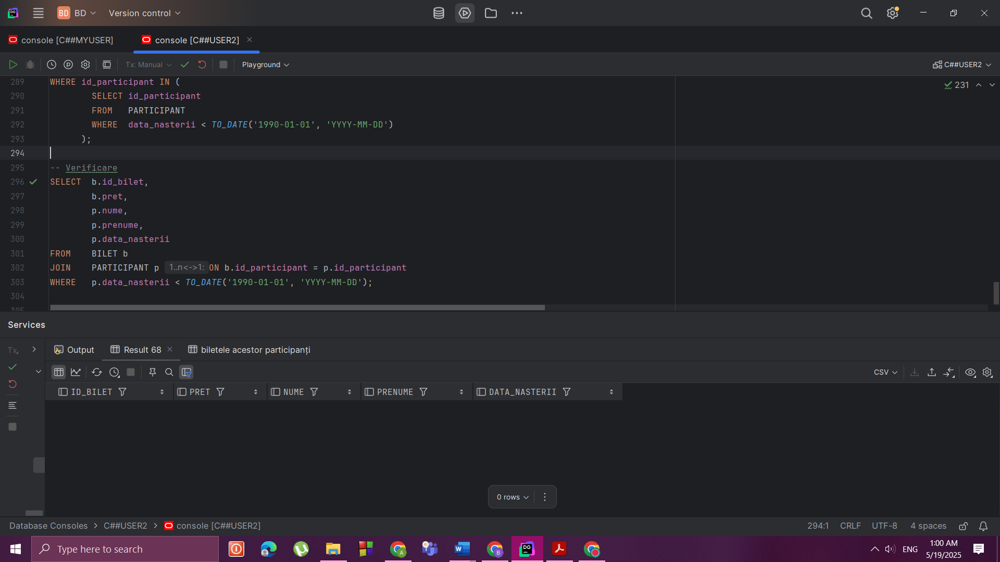 BD BD Version control
console [C##MYUSER] console [C##USER2]
Tx: Manual Playground C##USER2
231
289 WHERE id_participant IN (
290 SELECT id_participant
291 FROM PARTICIPANT
292 WHERE data_nasterii < TO_DATE('1990-01-01', 'YYYY-MM-DD')
293 );
294
295 -- Verificare
296 SELECT b.id_bilet,
297 b.pret,
298 p.nume,
299 p.prenume,
300 p.data_nasterii
301 FROM BILET b
302 JOIN PARTICIPANT p 1..n<->1: ON b.id_participant = p.id_participant
303 WHERE p.data_nasterii < TO_DATE('1990-01-01', 'YYYY-MM-DD');
304
305
Services
Tx Output Result 68 biletele acestor participanți
CSV
ID_BILET PRET NUME PRENUME DATA_NASTERII
0 rows
Database Consoles > C##USER2 > console [C##USER2] 294:1 CRLF UTF-8 4 spaces
Type here to search ENG 1:00 AM
5/19/2025